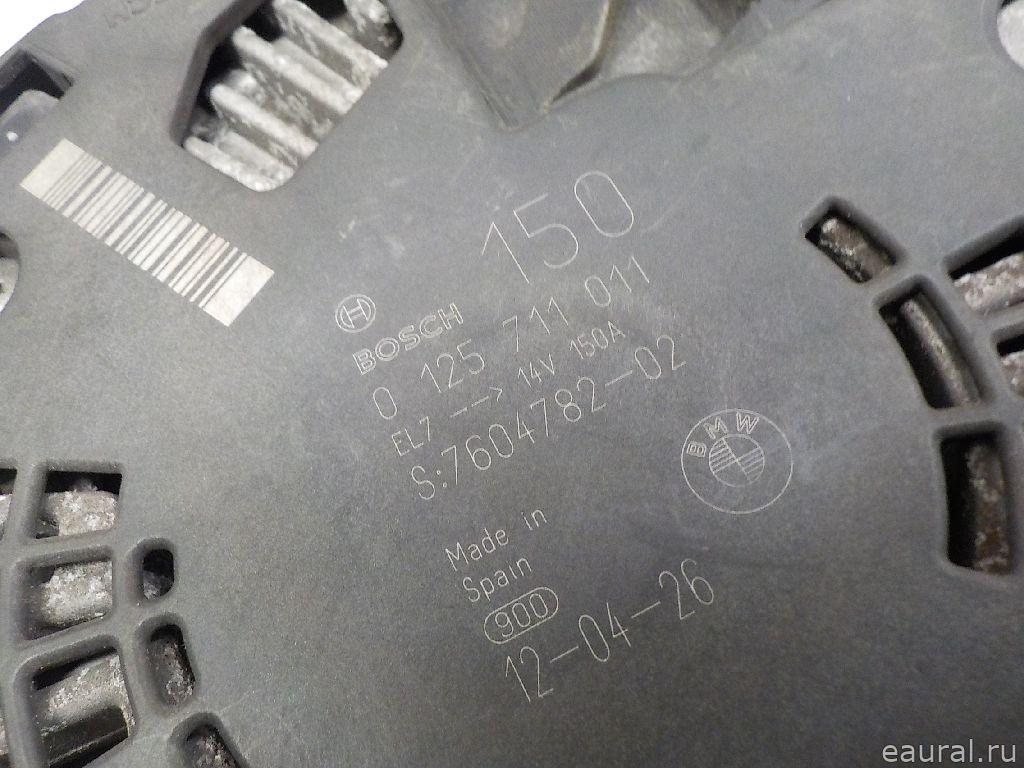 150
BOSCH
0 125 711 011
EL7 --> 14V 150A
S:7604782-02
BMW
Made in
Spain
900
12-04-26
eaural.ru